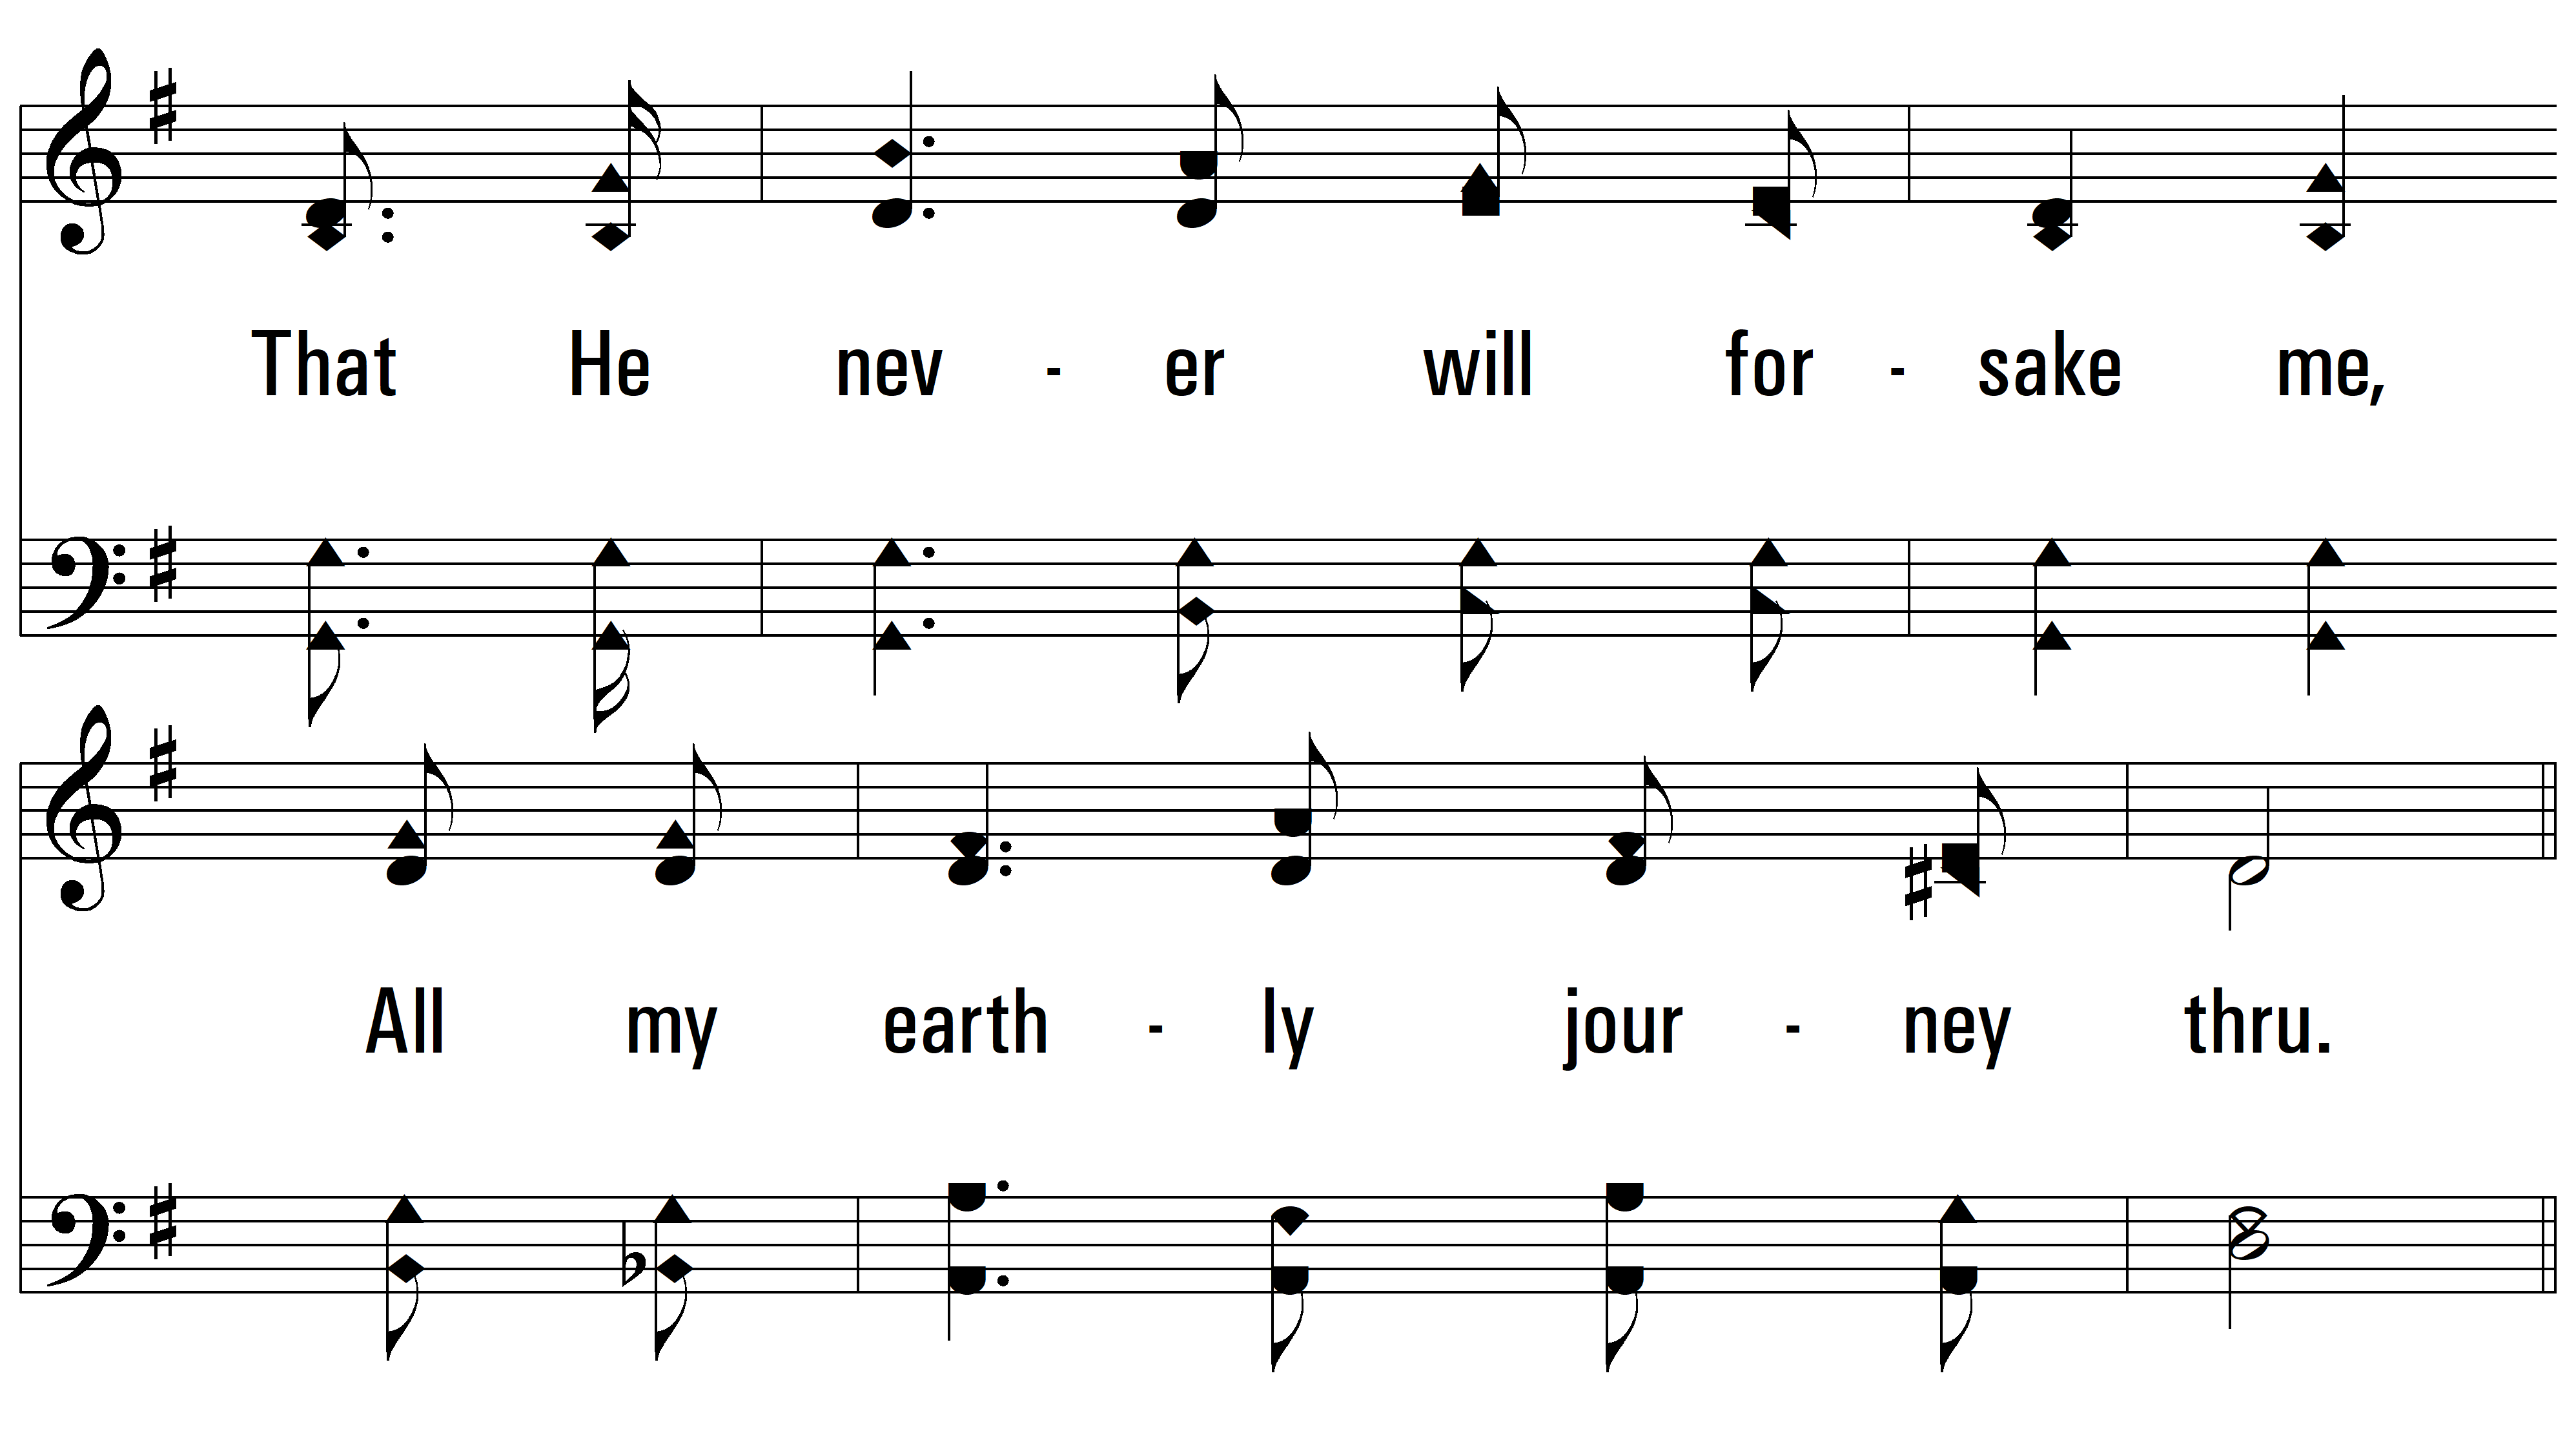 That He nev - er will for - sake me,
All my earth - ly jour - ney thru.